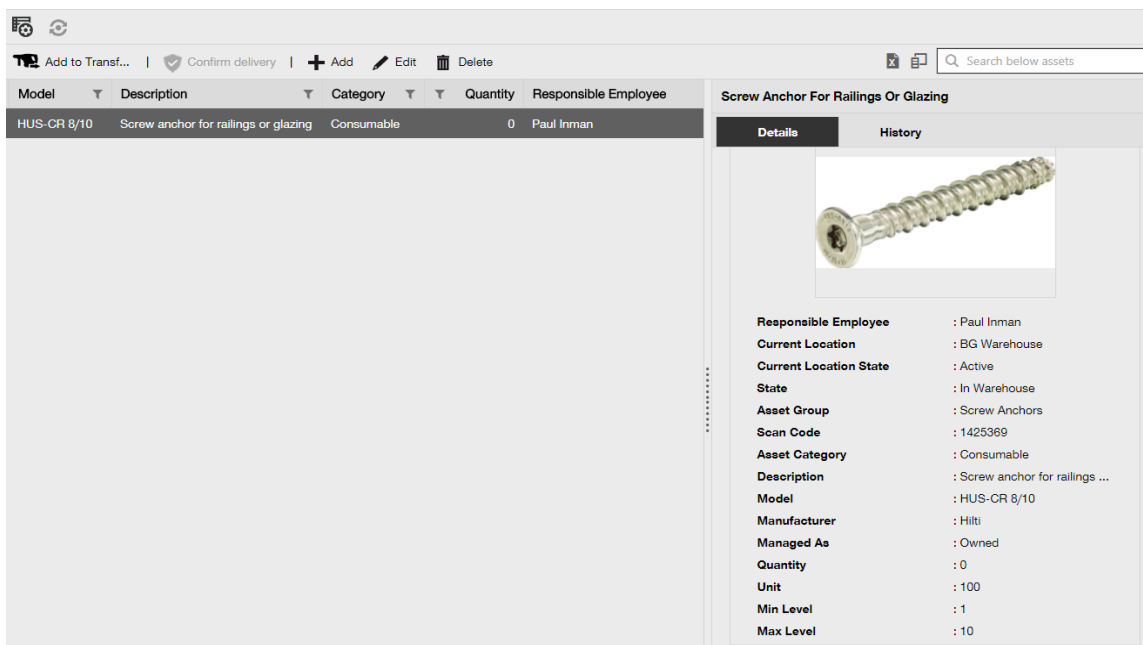 Add to Transf... | Confirm delivery | Add Edit Delete
Search below assets
Model Description Category Quantity Responsible Employee
HUS-CR 8/10 Screw anchor for railings or glazing Consumable 0 Paul Inman
Screw Anchor For Railings Or Glazing
Details History
Responsible Employee : Paul Inman
Current Location : BG Warehouse
Current Location State : Active
State : In Warehouse
Asset Group : Screw Anchors
Scan Code : 1425369
Asset Category : Consumable
Description : Screw anchor for railings ...
Model : HUS-CR 8/10
Manufacturer : Hilti
Managed As : Owned
Quantity : 0
Unit : 100
Min Level : 1
Max Level : 10